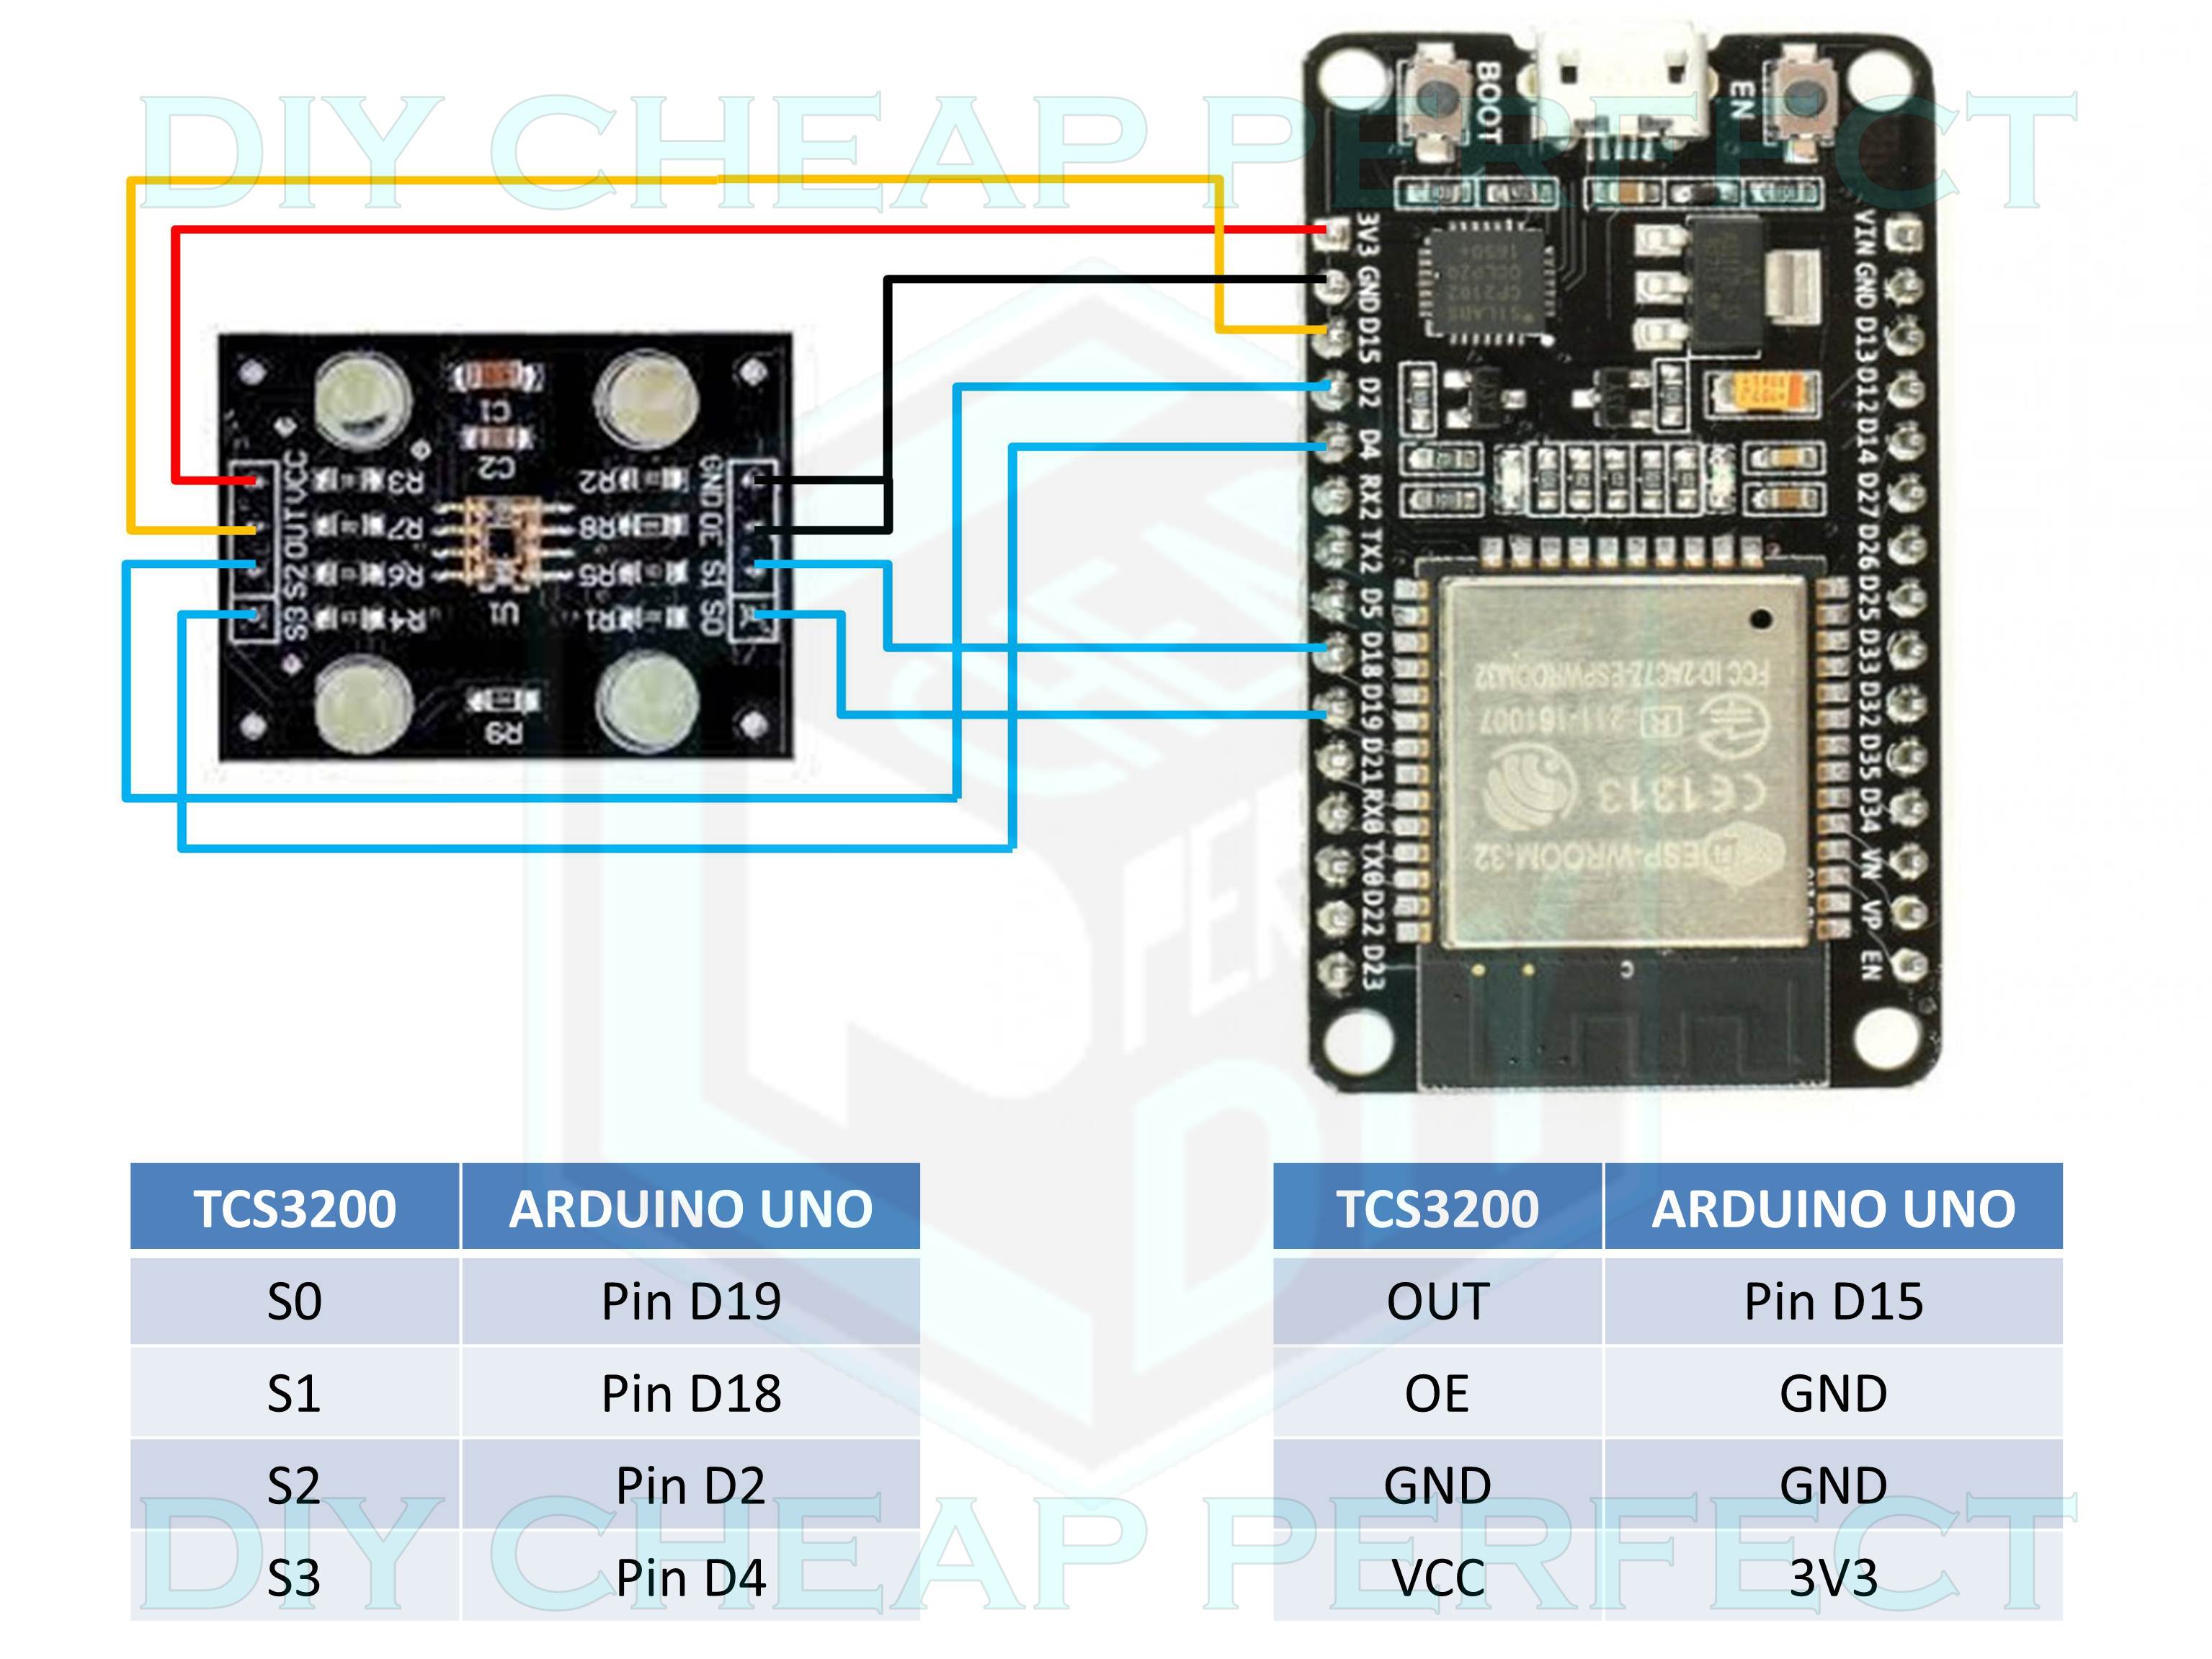 DIY CHEAP PERFECT
BOOT
EN
3V3 GND D15 D2 D4 RX2 TX2 D5 D18 D19 D21 RX0 TX0 D22 D23
VIN GND D13 D12 D14 D27 D26 D25 D33 D32 D35 D34 VN VP EN
SILABS
CP2102
C1
C2
VCC
OUT
S2
S3
R3
R7
R6
R4
U1
R2
R8
R5
R1
GND
OE
S1
S0
R9
FCC ID:2AC7Z-ESPWROOM32
R 211-161007
CE1313
ESP-WROOM-32
CHEAP
PERFECT
DIY
TCS3200 ARDUINO UNO
S0 Pin D19
S1 Pin D18
S2 Pin D2
S3 Pin D4
TCS3200 ARDUINO UNO
OUT Pin D15
OE GND
GND GND
VCC 3V3
DIY CHEAP PERFECT